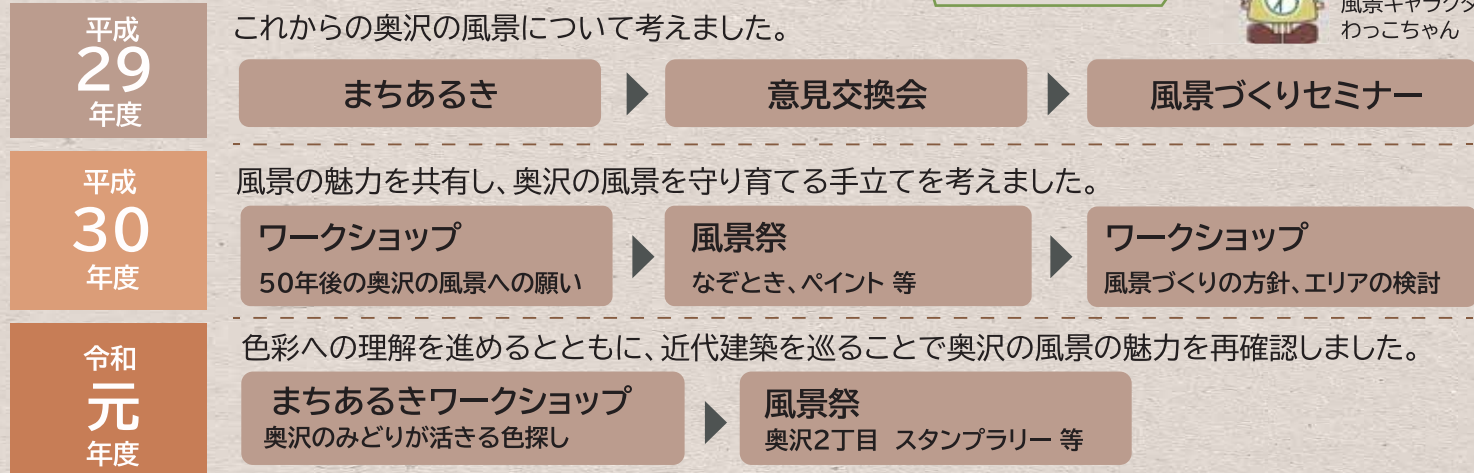 風景キャラクタ
わっこちゃん
平成
29
年度
これからの奥沢の風景について考えました。
まちあるき
意見交換会
風景づくりセミナー
平成
30
年度
風景の魅力を共有し、奥沢の風景を守り育てる手立てを考えました。
ワークショップ
50年後の奥沢の風景への願い
風景祭
なぞとき、ペイント 等
ワークショップ
風景づくりの方針、エリアの検討
令和
元
年度
色彩への理解を進めるとともに、近代建築を巡ることで奥沢の風景の魅力を再確認しました。
まちあるきワークショップ
奥沢のみどりが活きる色探し
風景祭
奥沢2丁目 スタンプラリー 等